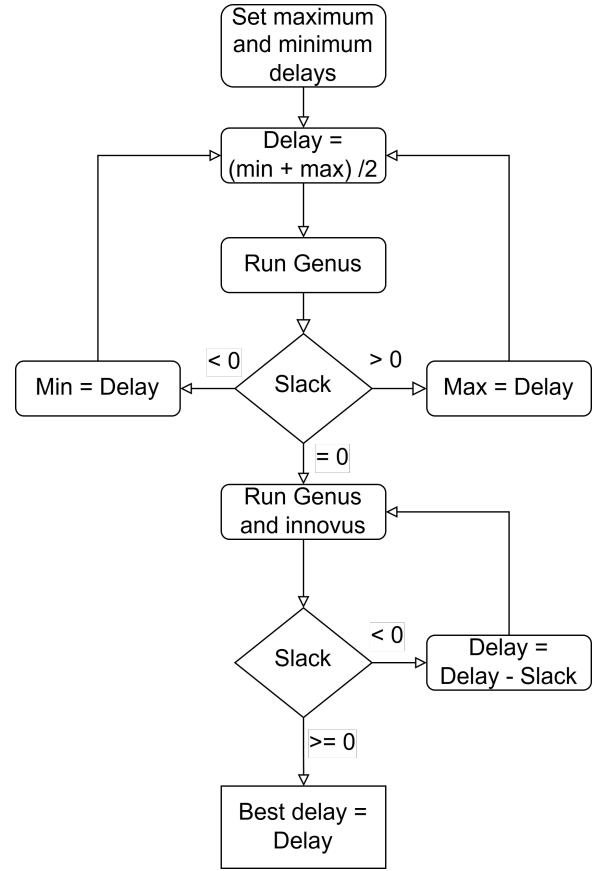 Set maximum
and minimum
delays
Delay =
(min + max) /2
Run Genus
< 0
> 0
Min = Delay
Slack
Max = Delay
= 0
Run Genus
and innovus
< 0
Slack
Delay =
Delay - Slack
>= 0
Best delay =
Delay